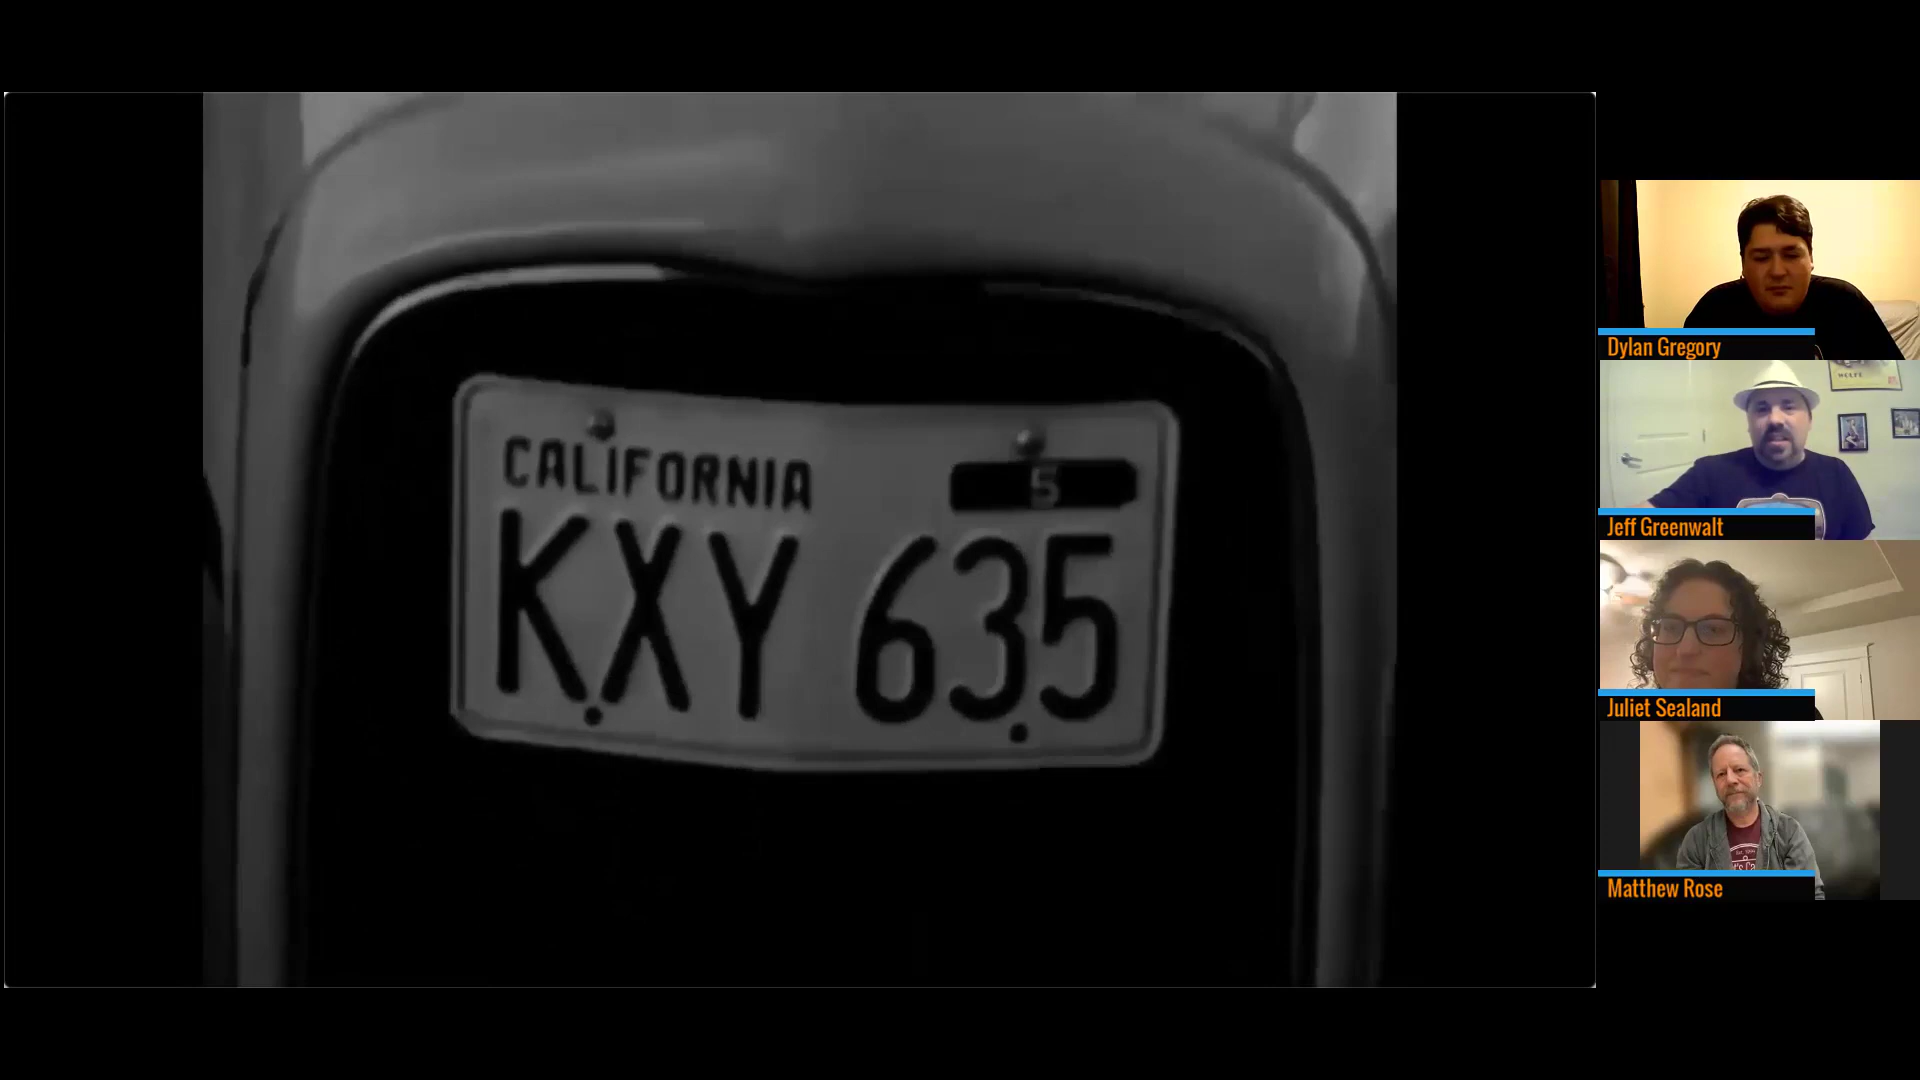 CALIFORNIA
5
KXY 635
Dylan Gregory
Jeff Greenwalt
Juliet Sealand
Matthew Rose